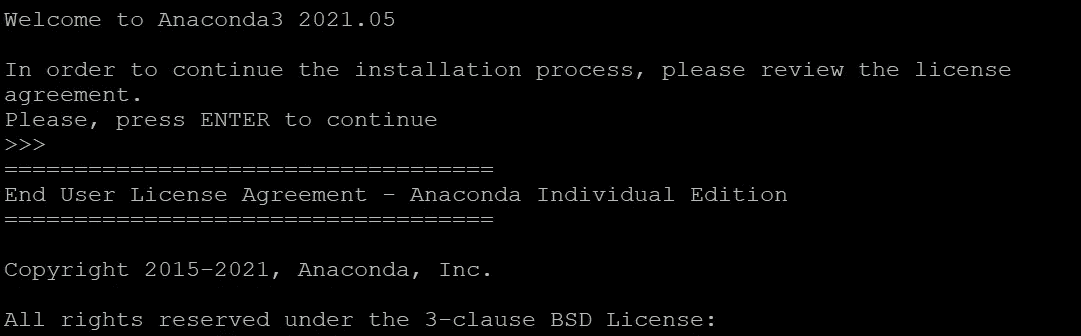 Welcome to Anaconda3 2021.05
In order to continue the installation process, please review the license
agreement.
Please, press ENTER to continue
>>>
===================================
End User License Agreement - Anaconda Individual Edition
===================================
Copyright 2015-2021, Anaconda, Inc.
All rights reserved under the 3-clause BSD License: